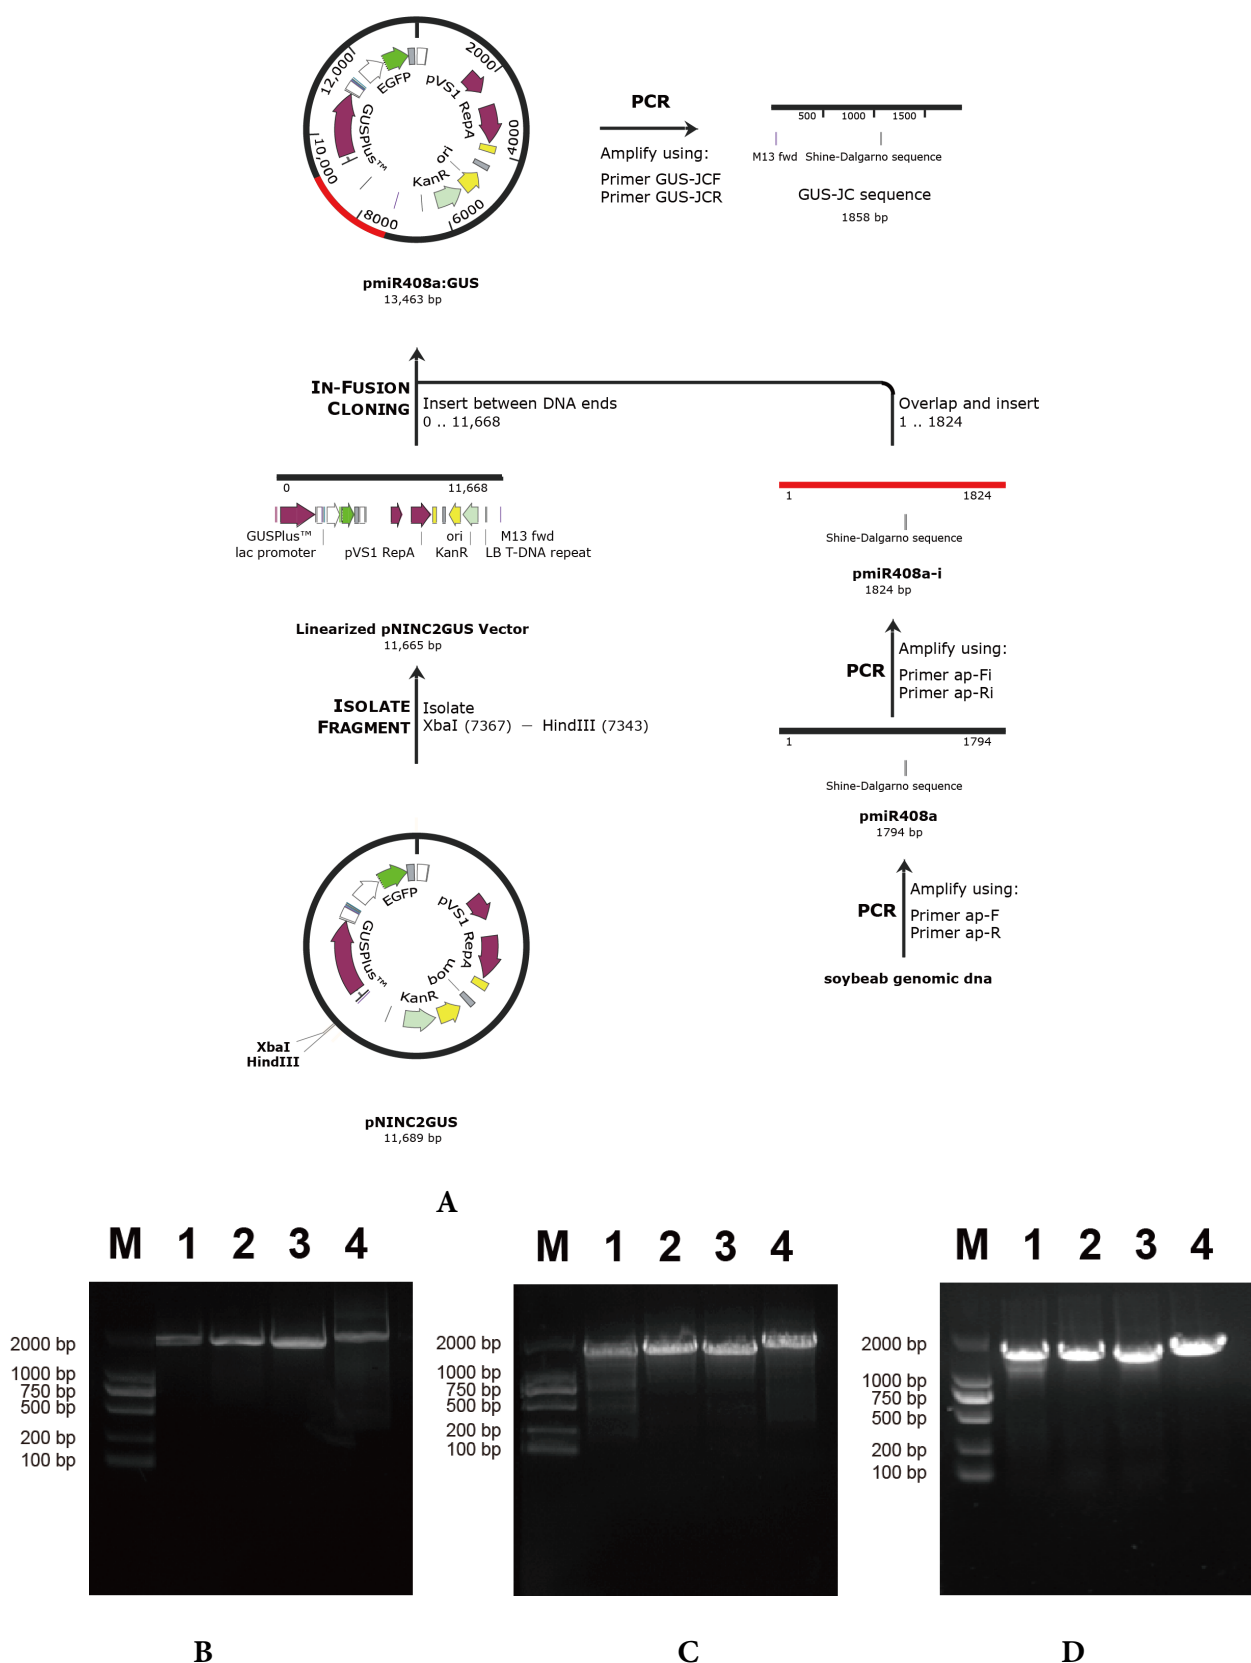 2000
4000
6000
8000
10,000
12,000
EGFP
pVS1 RepA
ori
KanR
GUSPlus™
pmiR408a:GUS
13,463 bp
PCR
Amplify using:
Primer GUS-JCF
Primer GUS-JCR
500 1000 1500
M13 fwd Shine-Dalgarno sequence
GUS-JC sequence
1858 bp
IN-FUSION
CLONING
Insert between DNA ends
0 .. 11,668
Overlap and insert
1 .. 1824
0 11,668
GUSPlus™ ori M13 fwd
lac promoter pVS1 RepA KanR LB T-DNA repeat
Linearized pNINC2GUS Vector
11,665 bp
1 1824
Shine-Dalgarno sequence
pmiR408a-i
1824 bp
ISOLATE
FRAGMENT
Isolate
XbaI (7367) – HindIII (7343)
PCR
Amplify using:
Primer ap-Fi
Primer ap-Ri
1 1794
Shine-Dalgarno sequence
pmiR408a
1794 bp
PCR
Amplify using:
Primer ap-F
Primer ap-R
soybeab genomic dna
EGFP
pVS1 RepA
bom
KanR
GUSPlus™
XbaI
HindIII
pNINC2GUS
11,689 bp
A
M 1 2 3 4
2000 bp
1000 bp
750 bp
500 bp
200 bp
100 bp
B
M 1 2 3 4
2000 bp
1000 bp
750 bp
500 bp
200 bp
100 bp
C
M 1 2 3 4
2000 bp
1000 bp
750 bp
500 bp
200 bp
100 bp
D